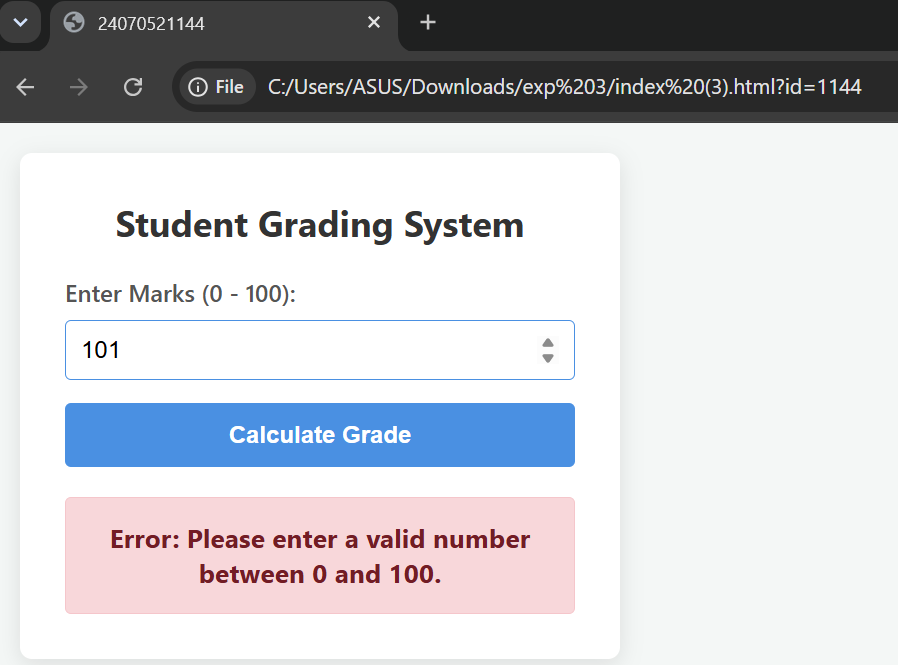 24070521144
File C:/Users/ASUS/Downloads/exp%203/index%20(3).html?id=1144
Student Grading System
Enter Marks (0 - 100):
101
Calculate Grade
Error: Please enter a valid number
between 0 and 100.